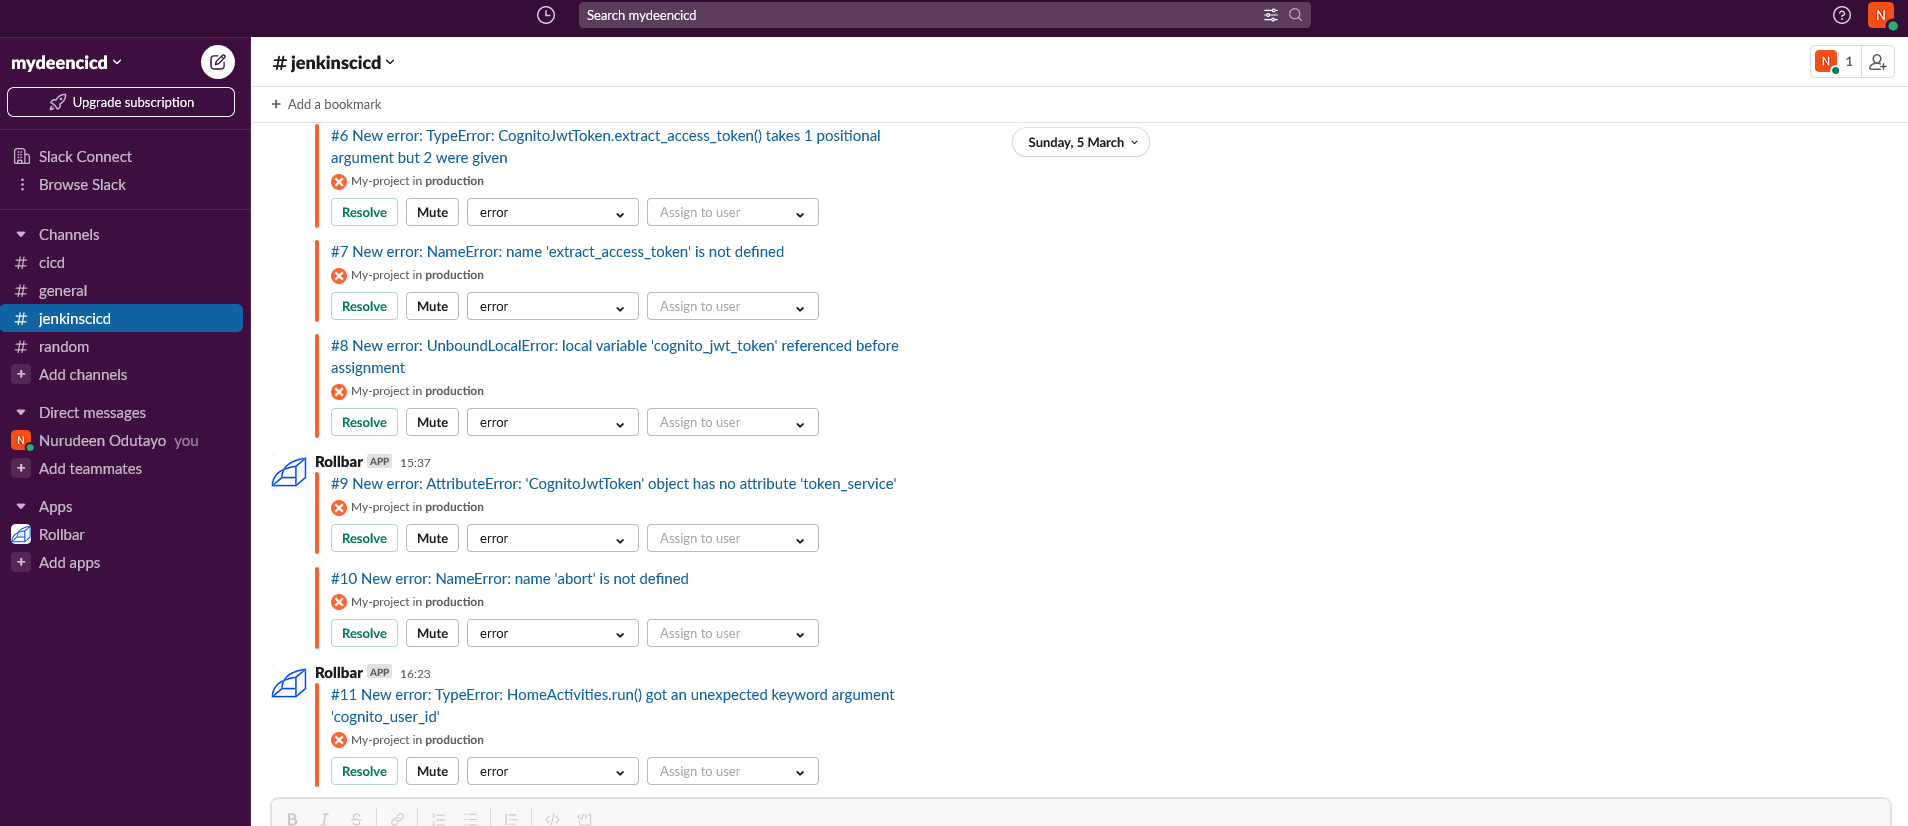 Search mydeencicd
N
mydeencicd
Upgrade subscription
Slack Connect
Browse Slack
Channels
# cicd
# general
# jenkinscicd
# random
+ Add channels
Direct messages
N Nurudeen Odutayo you
+ Add teammates
Apps
Rollbar
+ Add apps
# jenkinscicd
N 1
+ Add a bookmark
Sunday, 5 March
#6 New error: TypeError: CognitoJwtToken.extract_access_token() takes 1 positional
argument but 2 were given
My-project in production
Resolve Mute error Assign to user
#7 New error: NameError: name 'extract_access_token' is not defined
My-project in production
Resolve Mute error Assign to user
#8 New error: UnboundLocalError: local variable 'cognito_jwt_token' referenced before
assignment
My-project in production
Resolve Mute error Assign to user
Rollbar APP 15:37
#9 New error: AttributeError: 'CognitoJwtToken' object has no attribute 'token_service'
My-project in production
Resolve Mute error Assign to user
#10 New error: NameError: name 'abort' is not defined
My-project in production
Resolve Mute error Assign to user
Rollbar APP 16:23
#11 New error: TypeError: HomeActivities.run() got an unexpected keyword argument
'cognito_user_id'
My-project in production
Resolve Mute error Assign to user
B I S